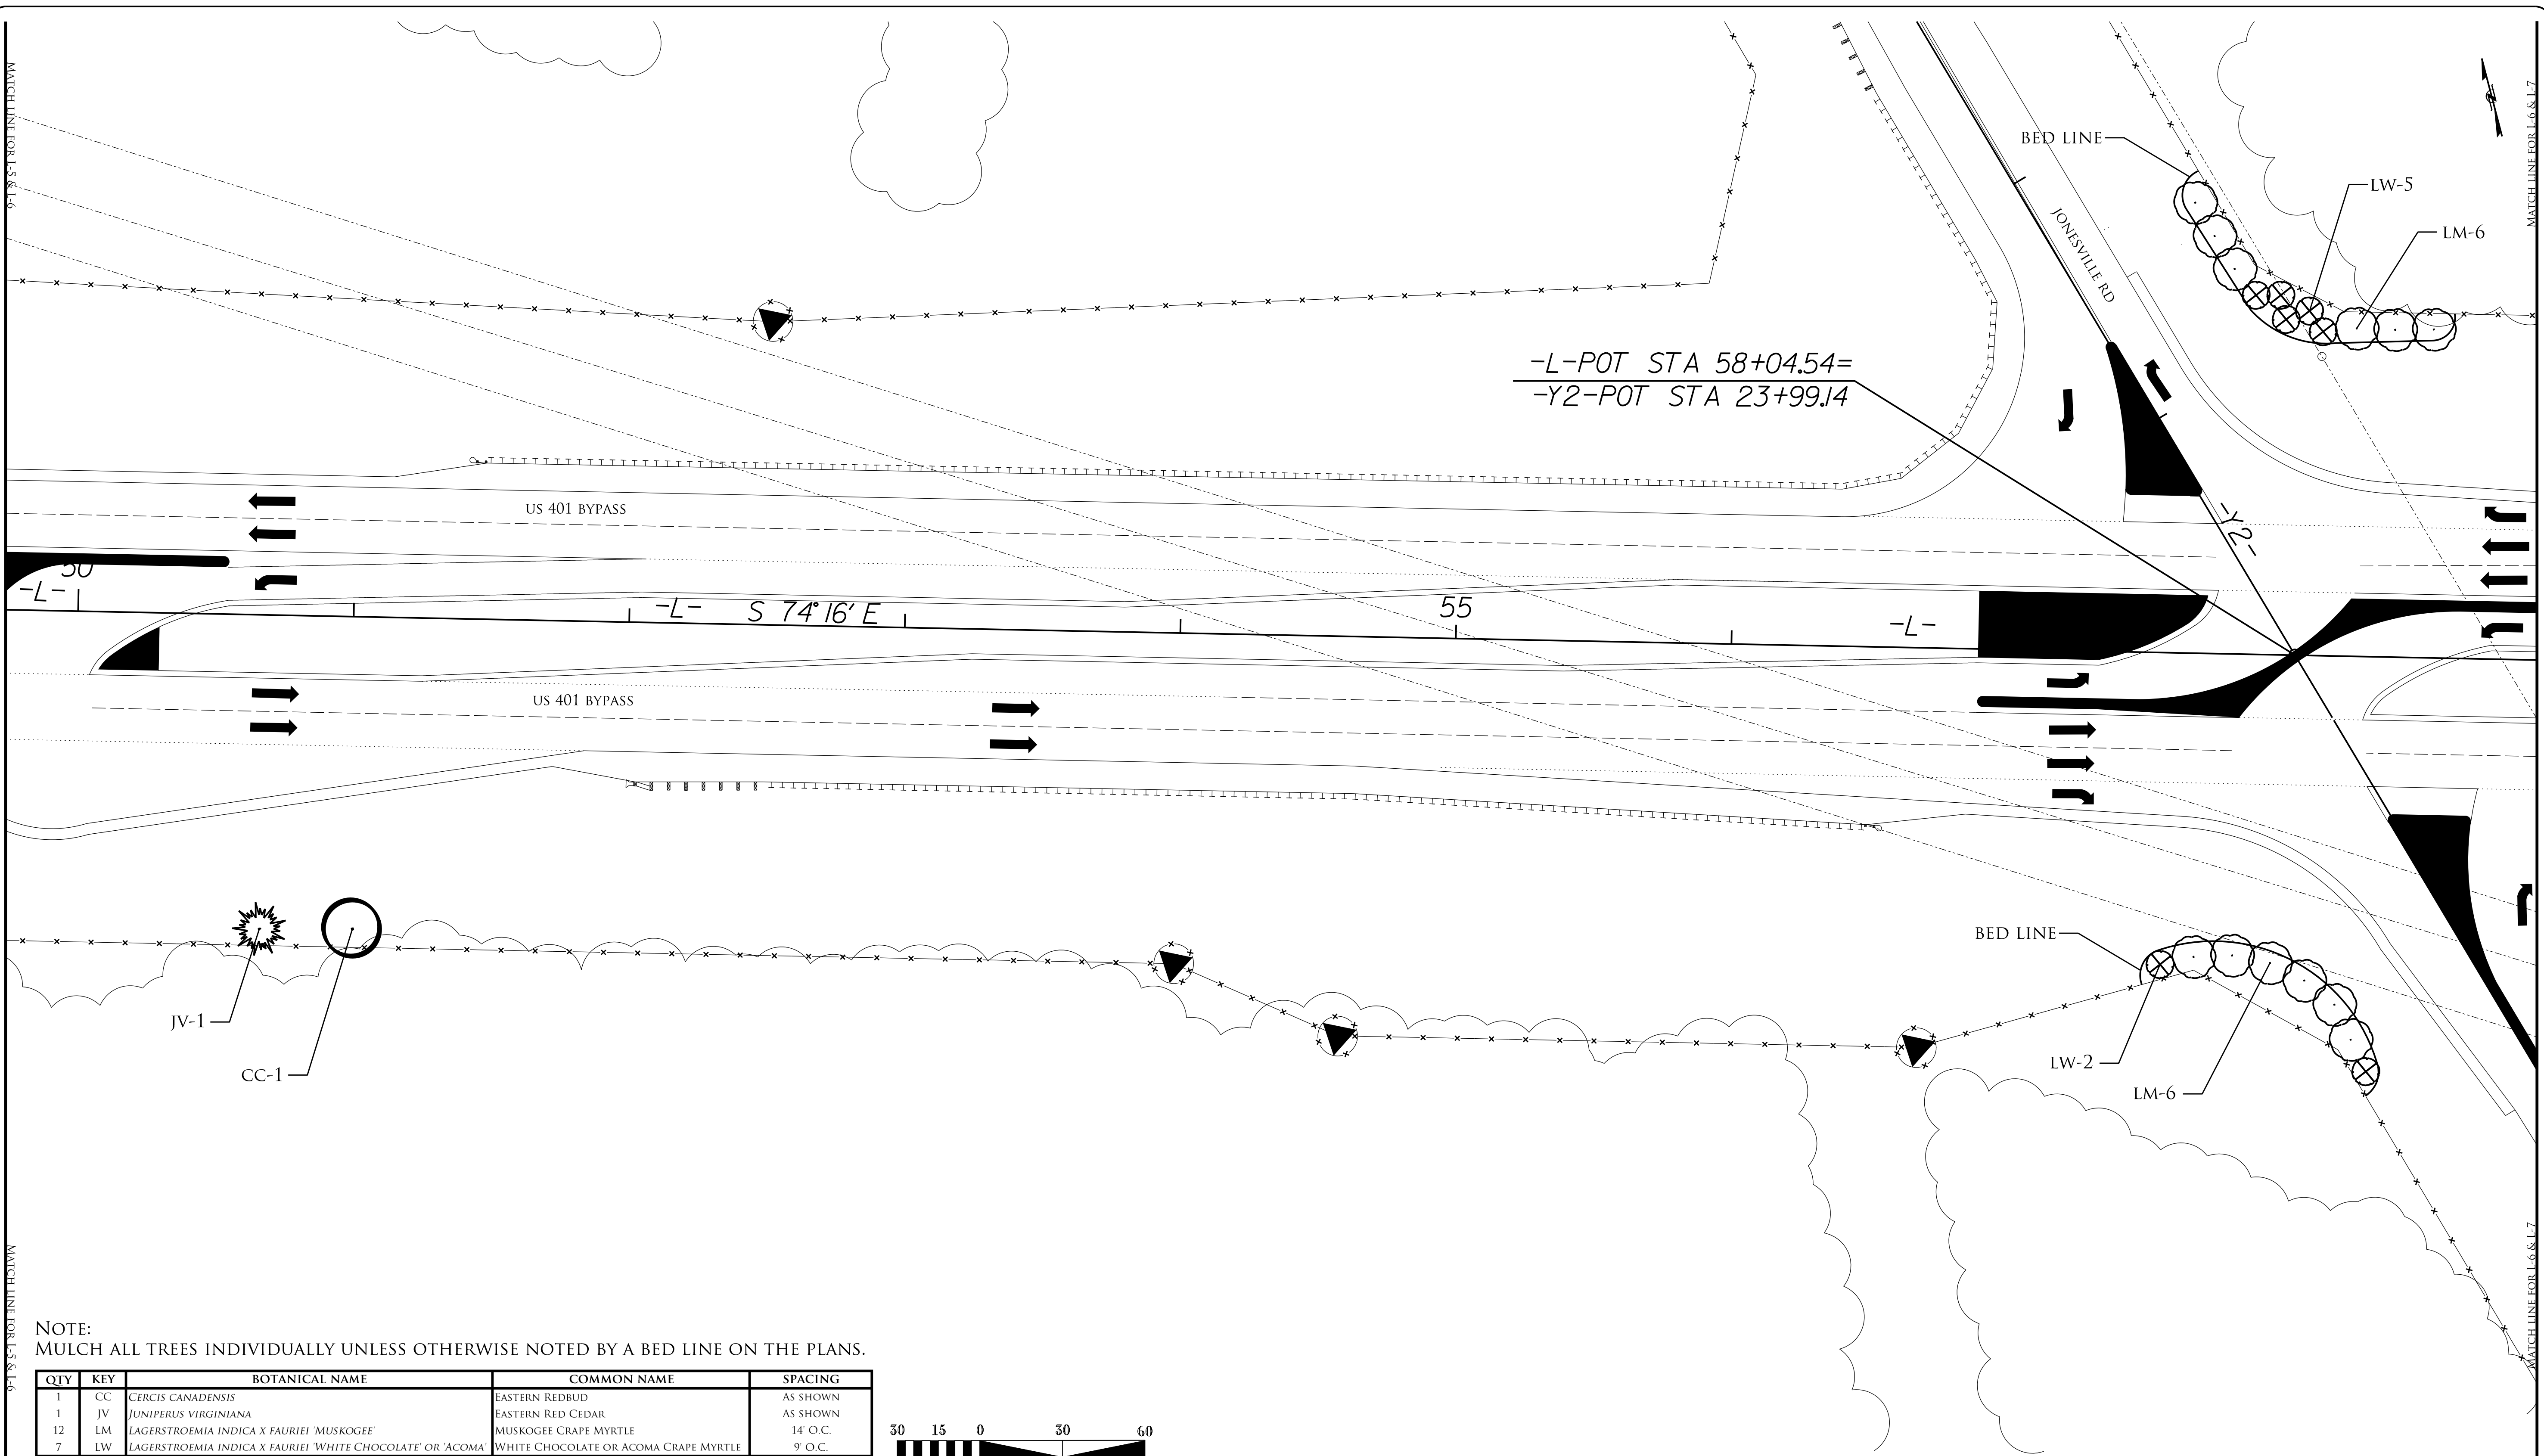 MATCH LINE FOR L-5 & L-6
MATCH LINE FOR L-6 & L-7
BED LINE
LW-5
LM-6
JONESVILLE RD
-L-POT STA 58+04.54=
-Y2-POT STA 23+99.14
US 401 BYPASS
-Y2-
50
-L-
-L- S 74° 16' E
55
-L-
US 401 BYPASS
BED LINE
JV-1
CC-1
LW-2
LM-6
MATCH LINE FOR L-5 & L-6
MATCH LINE FOR L-6 & L-7
NOTE:
MULCH ALL TREES INDIVIDUALLY UNLESS OTHERWISE NOTED BY A BED LINE ON THE PLANS.
QTY KEY BOTANICAL NAME COMMON NAME SPACING
1 CC CERCIS CANADENSIS EASTERN REDBUD AS SHOWN
1 JV JUNIPERUS VIRGINIANA EASTERN RED CEDAR AS SHOWN
12 LM LAGERSTROEMIA INDICA X FAURIEI 'MUSKOGEE' MUSKOGEE CRAPE MYRTLE 14' O.C.
7 LW LAGERSTROEMIA INDICA X FAURIEI 'WHITE CHOCOLATE' OR 'ACOMA' WHITE CHOCOLATE OR ACOMA CRAPE MYRTLE 9' O.C.
30 15 0 30 60